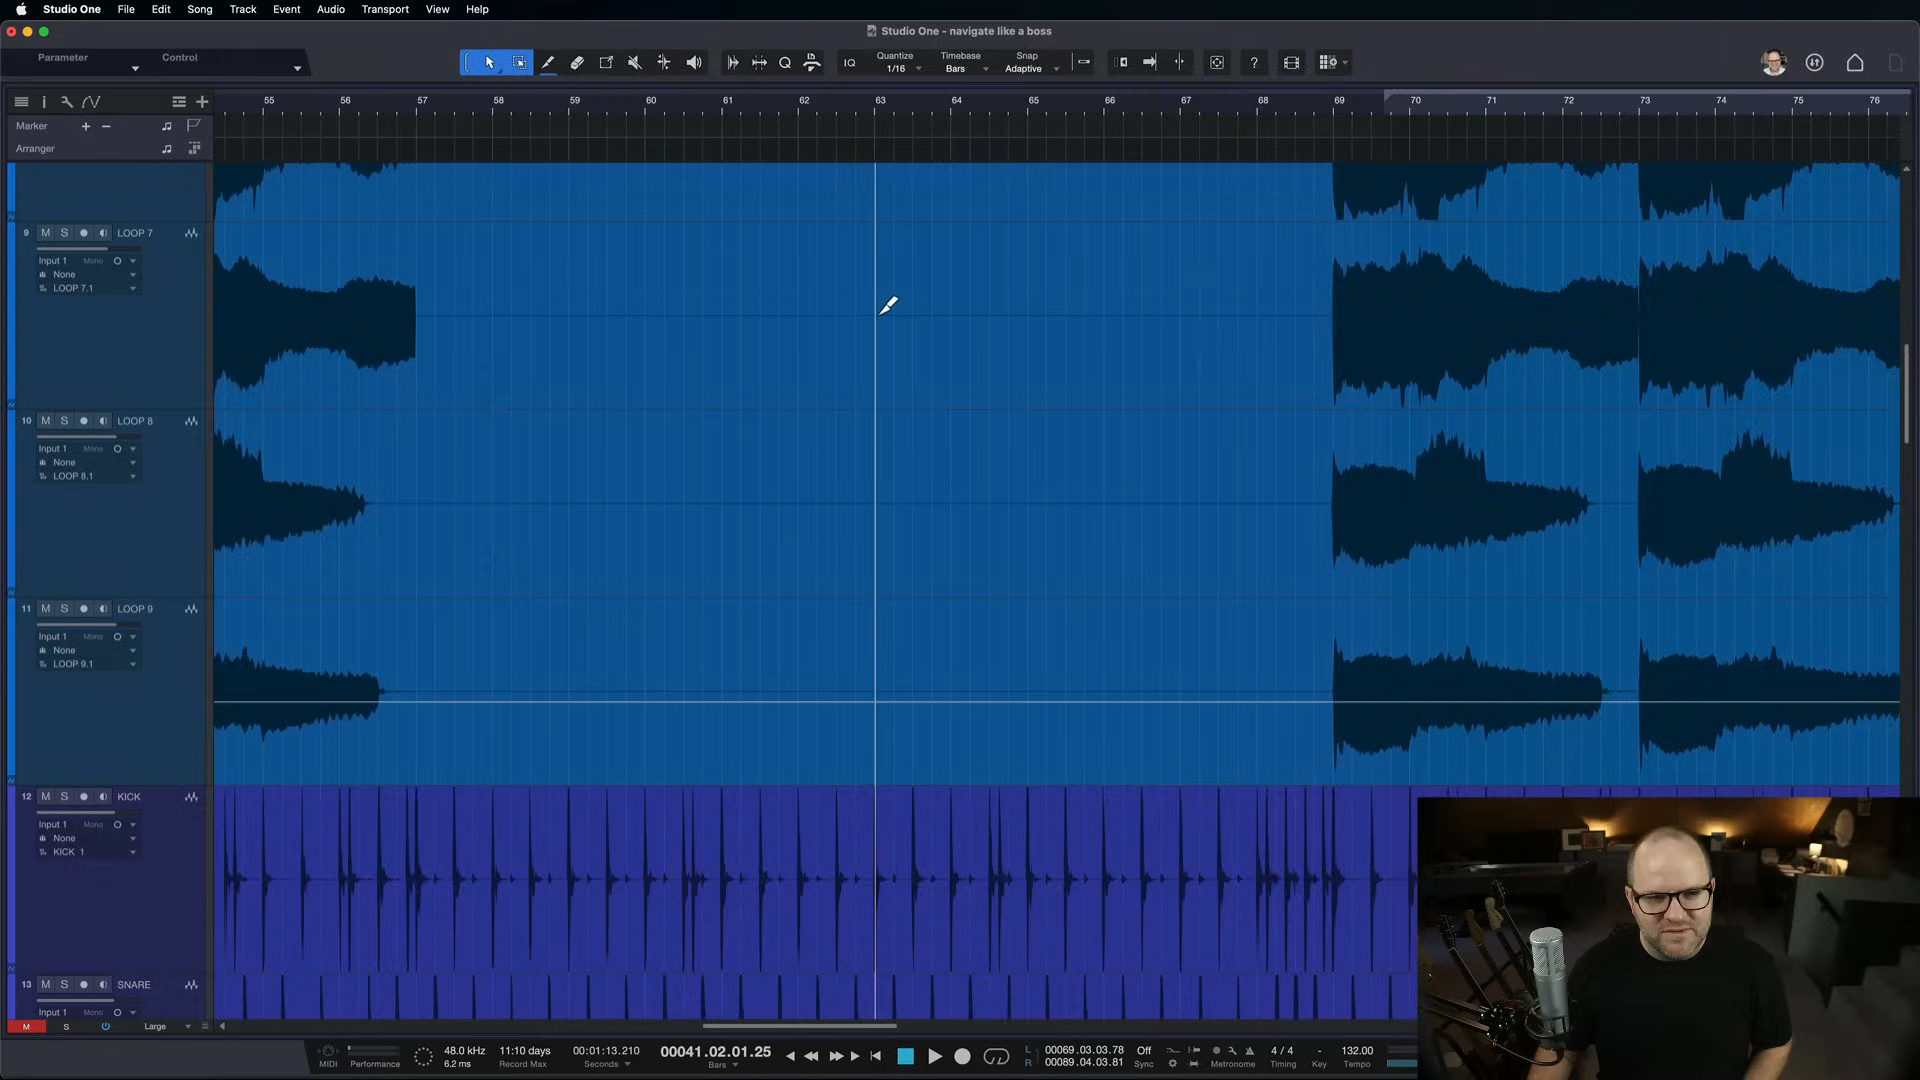 Studio One File Edit Song Track Event Audio Transport View Help
Studio One - navigate like a boss
Parameter Control
IQ Quantize 1/16 Timebase Bars Snap Adaptive ?
55 56 57 58 59 60 61 62 63 64 65 66 67 68 69 70 71 72 73 74 75 76
Marker + −
Arranger
9 M S LOOP 7
Input 1 Mono
None
LOOP 7.1
10 M S LOOP 8
Input 1 Mono
None
LOOP 8.1
11 M S LOOP 9
Input 1 Mono
None
LOOP 9.1
12 M S KICK
Input 1 Mono
None
KICK 1
13 M S SNARE
Input 1 Mono
M S Large
48.0 kHz 11:10 days 00:01:13.210 00041.02.01.25 L 00069.03.03.78 Off 4 / 4 - 132.00
MIDI Performance 6.2 ms Record Max Seconds Bars R 00089.04.03.81 Sync Metronome Timing Key Tempo